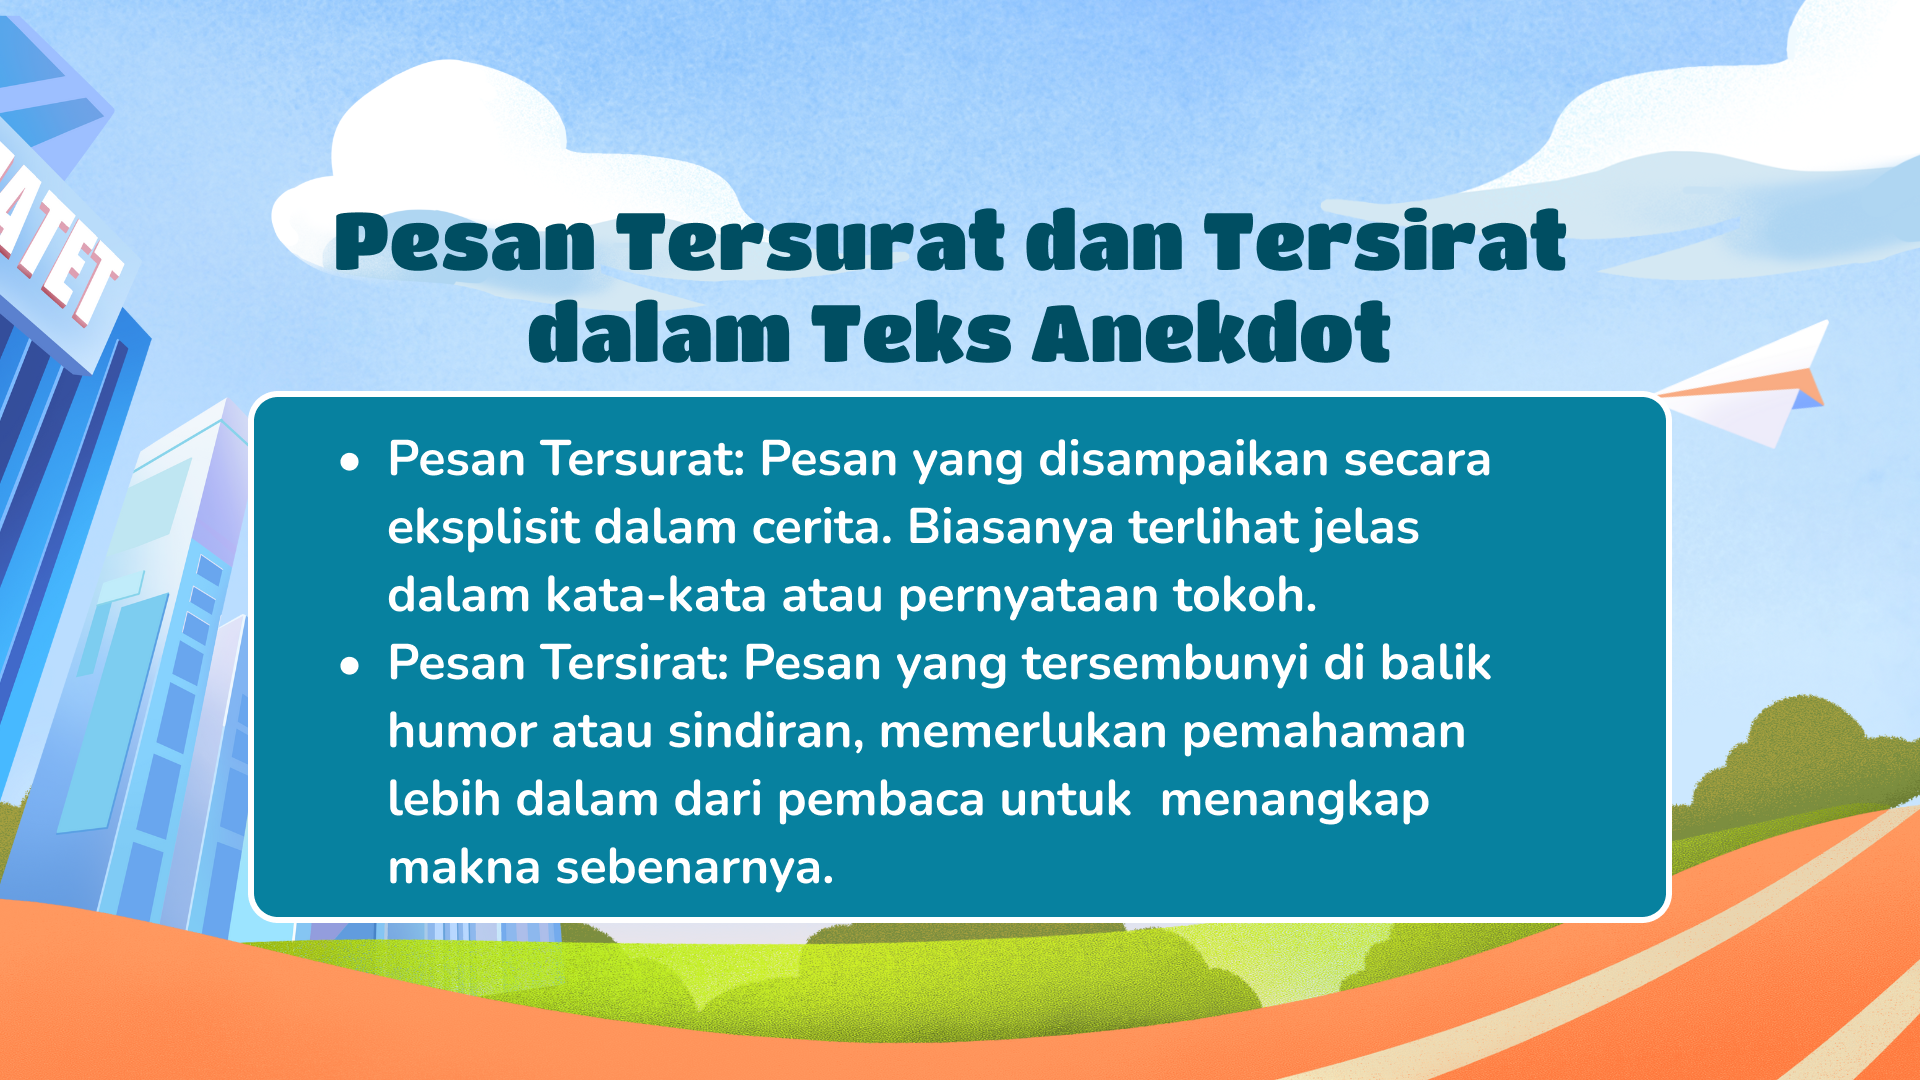 ATET
Pesan Tersurat dan Tersirat
dalam Teks Anekdot
• Pesan Tersurat: Pesan yang disampaikan secara
eksplisit dalam cerita. Biasanya terlihat jelas
dalam kata-kata atau pernyataan tokoh.
• Pesan Tersirat: Pesan yang tersembunyi di balik
humor atau sindiran, memerlukan pemahaman
lebih dalam dari pembaca untuk  menangkap
makna sebenarnya.